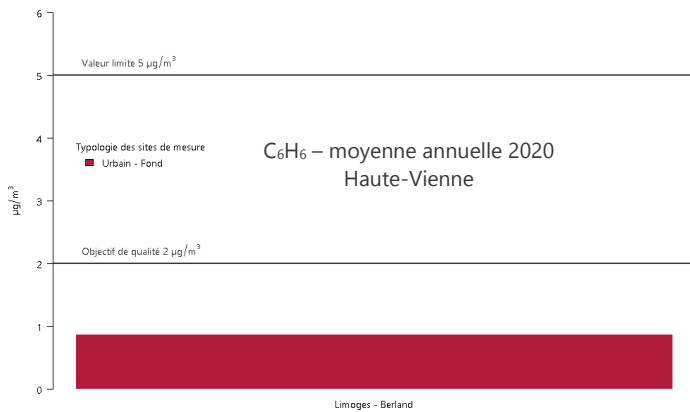 6
Valeur limite 5 µg/m³
5
4
Typologie des sites de mesure
Urbain - Fond
C₆H₆ – moyenne annuelle 2020
Haute-Vienne
µg/m³
3
Objectif de qualité 2 µg/m³
2
1
0
Limoges - Berland